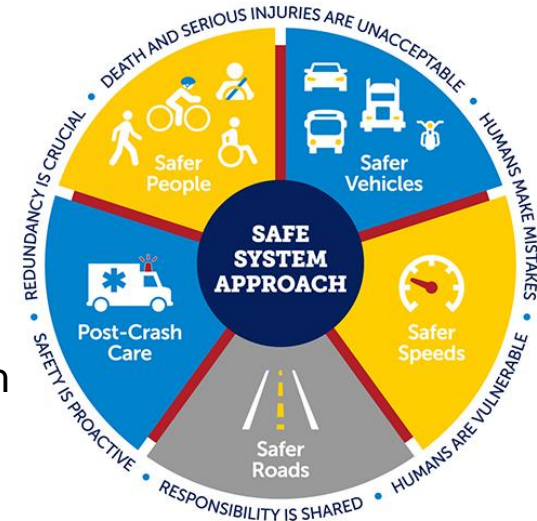 DEATH AND SERIOUS INJURIES ARE UNACCEPTABLE
HUMANS MAKE MISTAKES
HUMANS ARE VULNERABLE
RESPONSIBILITY IS SHARED
SAFETY IS PROACTIVE
REDUNDANCY IS CRUCIAL
SAFE
SYSTEM
APPROACH
Safer
People
Safer
Vehicles
Safer
Speeds
Safer
Roads
Post-Crash
Care
n